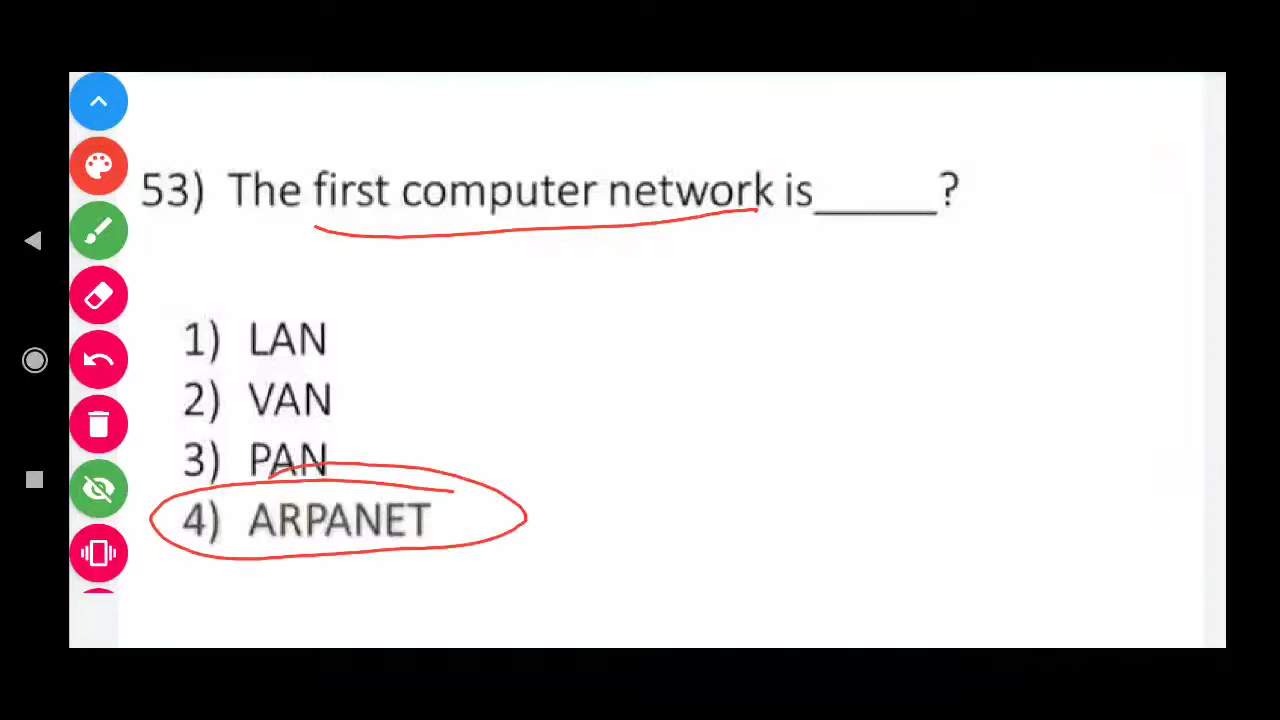 53) The first computer network is______?
1) LAN
2) VAN
3) PAN
4) ARPANET